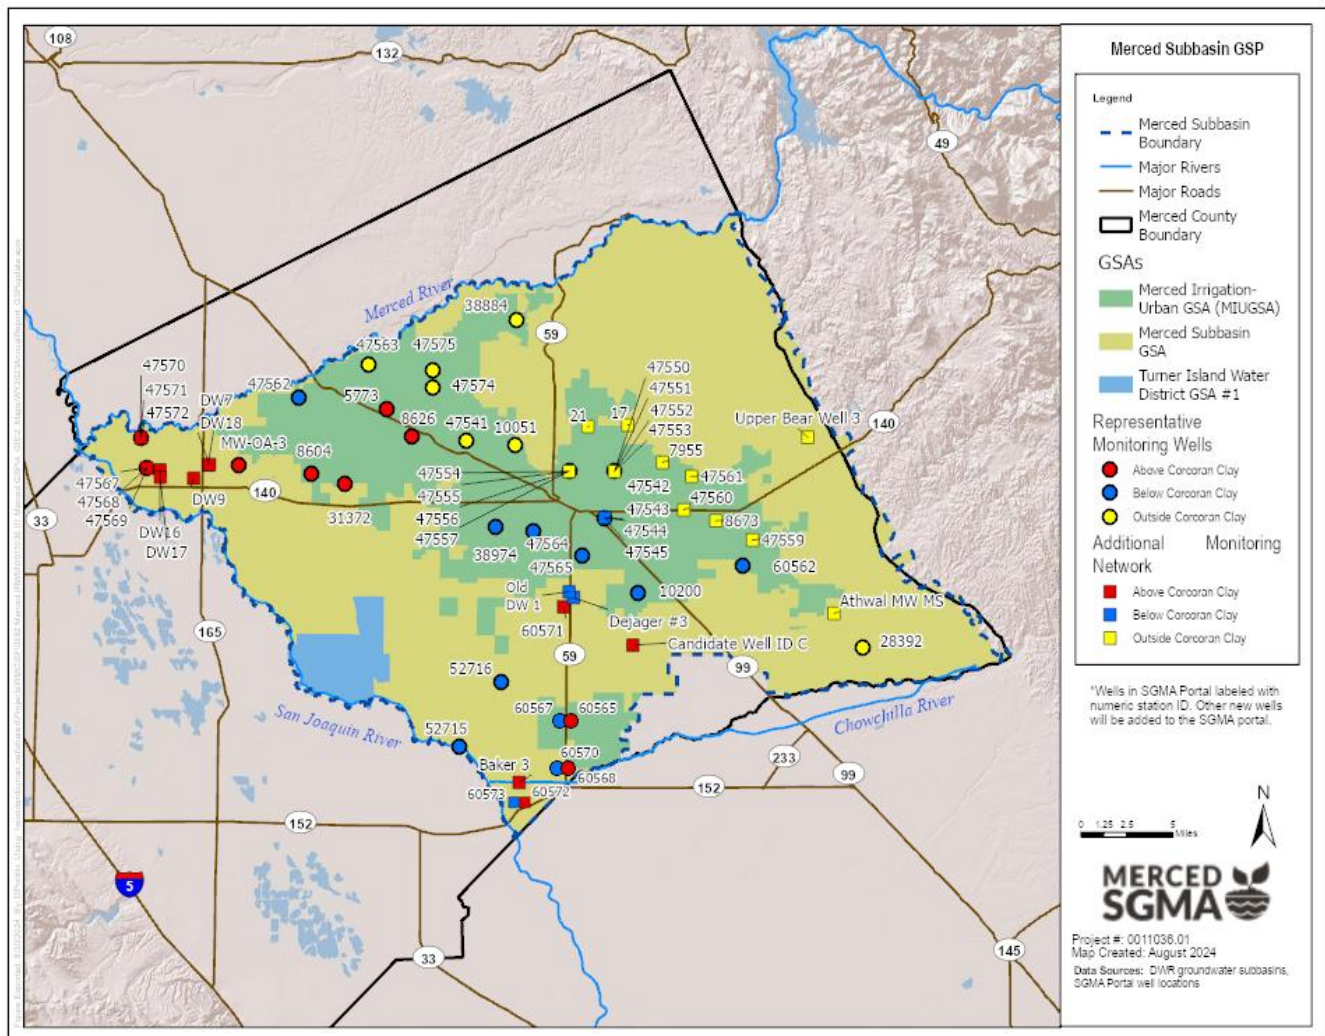 108
132
49
Merced River
38884
59
47563
47575
47570
47571
47572
47562
47574
47550
47551
47552
47553
DW7
DW18
5773
8626
47541
10051
21
17
Upper Bear Well 3
140
MW-OA-3
8604
7955
47554
47555
47556
47557
47561
47542
47560
47567
47568
47569
DW9
140
31372
47543
47544
47545
8673
33
DW16
DW17
38974
47564
47565
47559
60562
Old
DW 1
10200
Athwal MW MS
60571
Dejager #3
165
Candidate Well ID C
28392
59
99
52716
San Joaquin River
60567
60565
Chowchilla River
52715
60570
Baker 3
60568
233
99
60573
60572
152
152
5
33
145
Merced Subbasin GSP
Legend
Merced Subbasin
Boundary
Major Rivers
Major Roads
Merced County
Boundary
GSAs
Merced Irrigation-
Urban GSA (MIUGSA)
Merced Subbasin
GSA
Turner Island Water
District GSA #1
Representative
Monitoring Wells
Above Corcoran Clay
Below Corcoran Clay
Outside Corcoran Clay
Additional Monitoring
Network
Above Corcoran Clay
Below Corcoran Clay
Outside Corcoran Clay
*Wells in SGMA Portal labeled with
numeric station ID. Other new wells
will be added to the SGMA portal.
N
0 1.25 2.5 5
Miles
MERCED
SGMA
Project #: 0011036.01
Map Created: August 2024
Data Sources: DWR groundwater subbasins,
SGMA Portal well locations